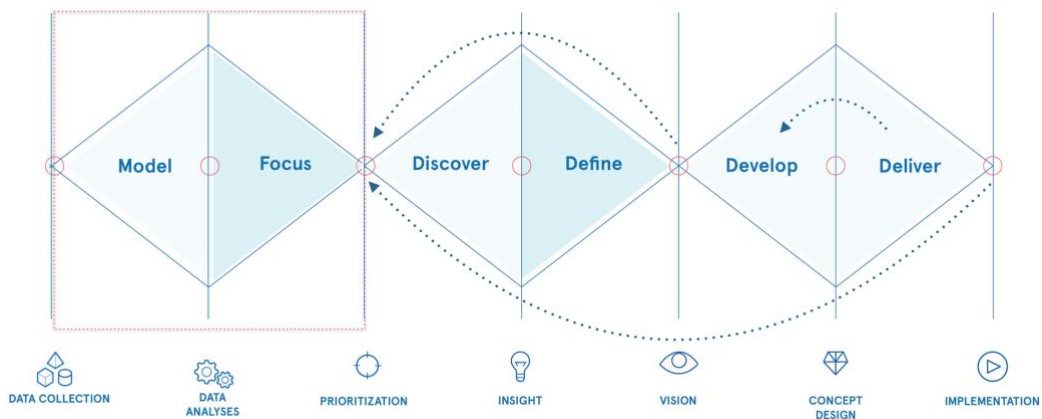 Model
Focus
Discover
Define
Develop
Deliver
DATA COLLECTION
DATA
ANALYSES
PRIORITIZATION
INSIGHT
VISION
CONCEPT
DESIGN
IMPLEMENTATION